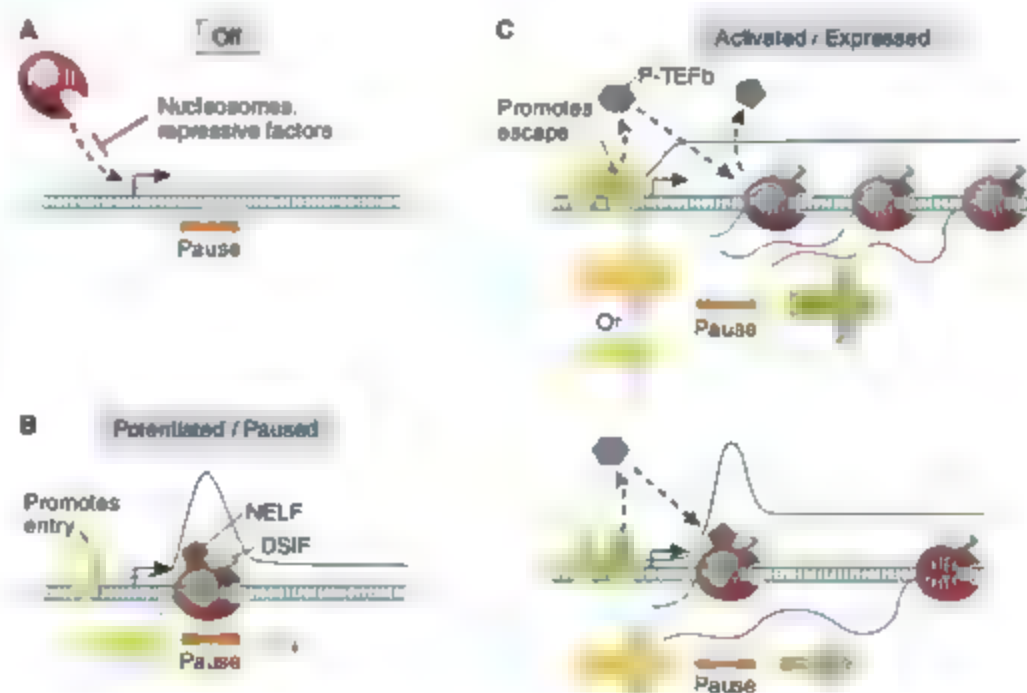 A
Off
II
Nucleosomes,
repressive factors
Pause
B
Potentiated / Paused
Promotes
entry
NELF
DSIF
Pause
C
Activated / Expressed
P-TEFb
Promotes
escape
Or
Pause
Pause